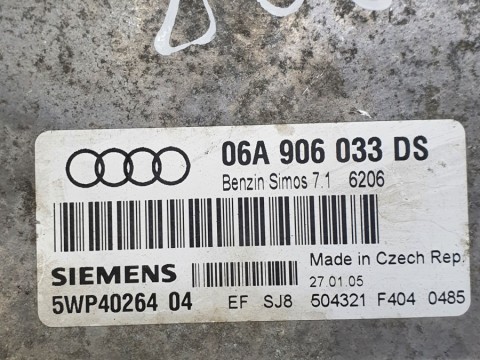 06A 906 033 DS
Benzin Simos 7.1 6206
SIEMENS
Made in Czech Rep.
27.01.05
5WP40264 04
EF SJ8 504321 F404 0485